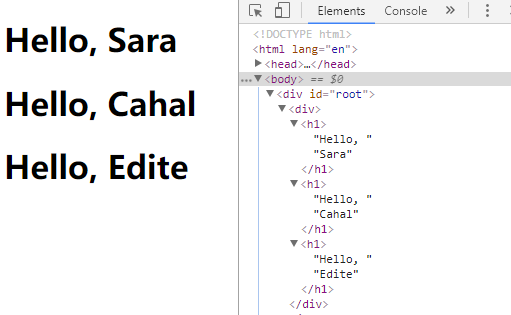 Hello, Sara
Hello, Cahal
Hello, Edite
Elements Console »
<!DOCTYPE html>
<html lang="en">
<head>…</head>
…<body> == $0
<div id="root">
<div>
<h1>
"Hello, "
"Sara"
</h1>
<h1>
"Hello, "
"Cahal"
</h1>
<h1>
"Hello, "
"Edite"
</h1>
</div>